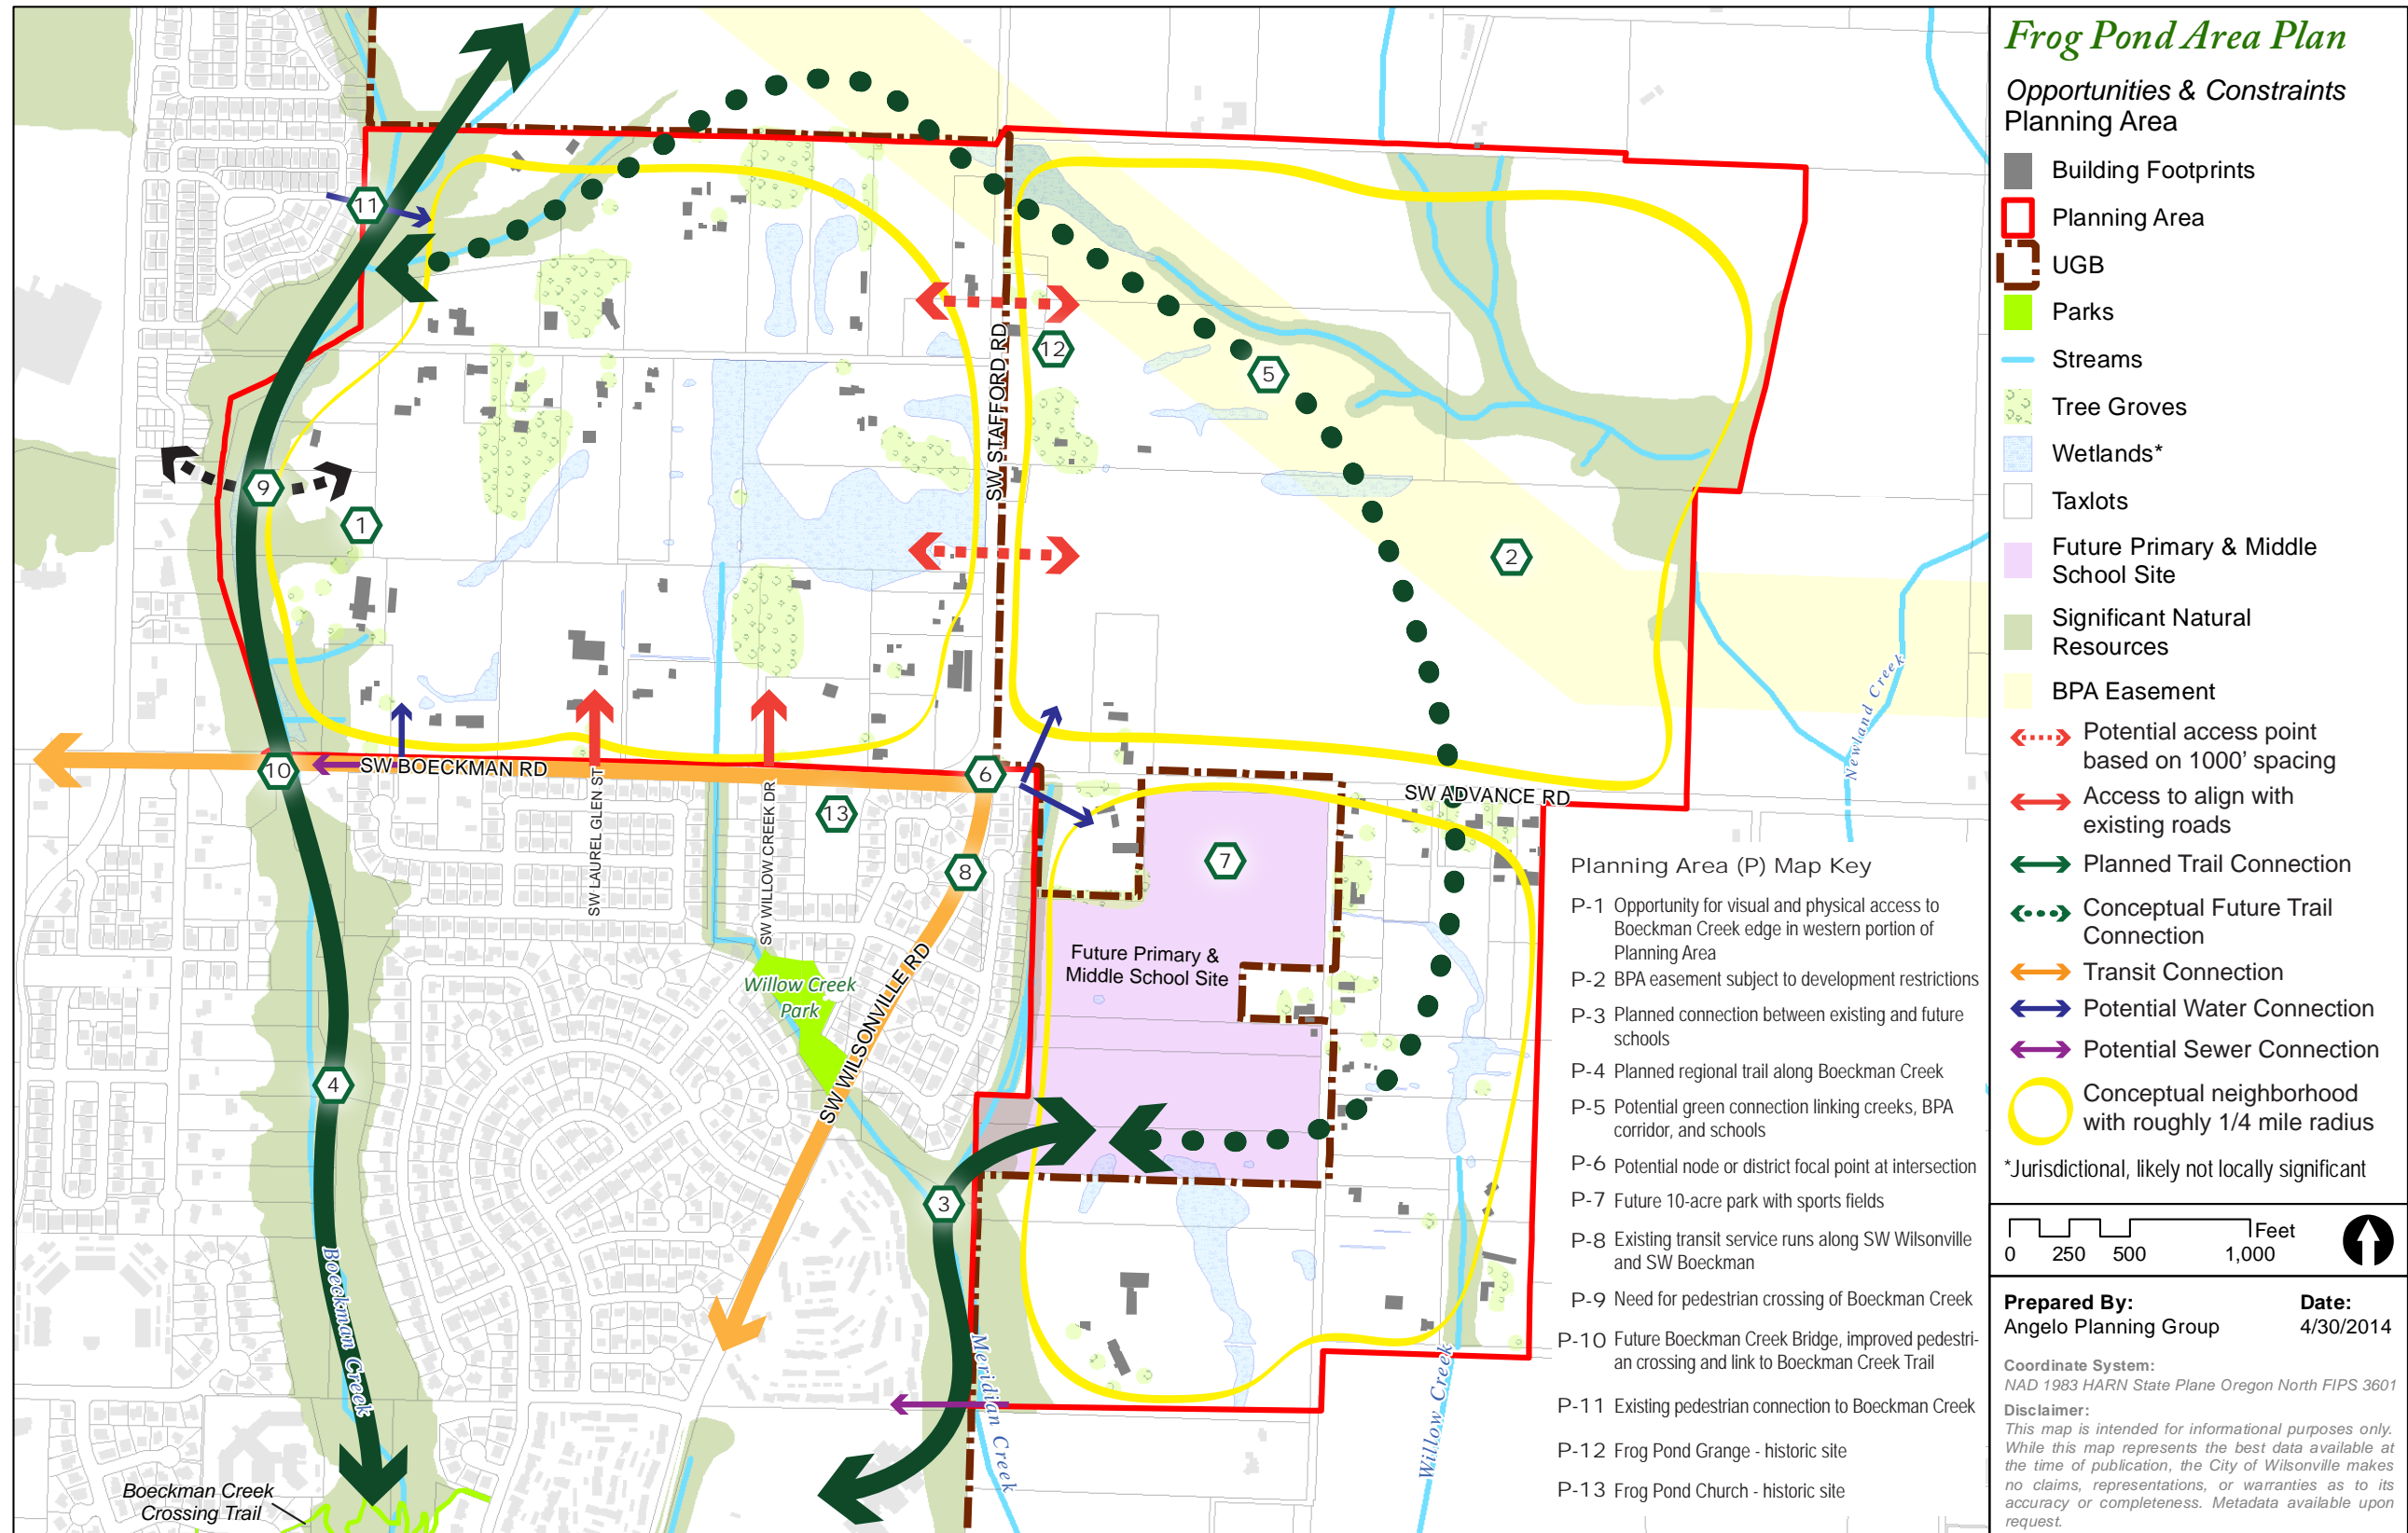 Frog Pond Area Plan
Opportunities & Constraints
Planning Area
Building Footprints
Planning Area
UGB
Parks
Streams
Tree Groves
Wetlands*
Taxlots
Future Primary & Middle
School Site
Significant Natural
Resources
BPA Easement
Potential access point
based on 1000’ spacing
Access to align with
existing roads
Planned Trail Connection
Conceptual Future Trail
Connection
Transit Connection
Potential Water Connection
Potential Sewer Connection
Conceptual neighborhood
with roughly 1/4 mile radius
*Jurisdictional, likely not locally significant
Feet
0 250 500 1,000
Prepared By:
Angelo Planning Group
Date:
4/30/2014
Coordinate System:
NAD 1983 HARN State Plane Oregon North FIPS 3601
Disclaimer:
This map is intended for informational purposes only.
While this map represents the best data available at
the time of publication, the City of Wilsonville makes
no claims, representations, or warranties as to its
accuracy or completeness. Metadata available upon
request.
Planning Area (P) Map Key
P-1 Opportunity for visual and physical access to
Boeckman Creek edge in western portion of
Planning Area
P-2 BPA easement subject to development restrictions
P-3 Planned connection between existing and future
schools
P-4 Planned regional trail along Boeckman Creek
P-5 Potential green connection linking creeks, BPA
corridor, and schools
P-6 Potential node or district focal point at intersection
P-7 Future 10-acre park with sports fields
P-8 Existing transit service runs along SW Wilsonville
and SW Boeckman
P-9 Need for pedestrian crossing of Boeckman Creek
P-10 Future Boeckman Creek Bridge, improved pedestri-
an crossing and link to Boeckman Creek Trail
P-11 Existing pedestrian connection to Boeckman Creek
P-12 Frog Pond Grange - historic site
P-13 Frog Pond Church - historic site
11
12
5
9
1
2
SW STAFFORD RD
10
SW BOECKMAN RD
6
SW ADVANCE RD
13
SW LAUREL GLEN ST
SW WILLOW CREEK DR
8
7
Newland Creek
Future Primary &
Middle School Site
Willow Creek
Park
SW WILSONVILLE RD
4
3
Boeckman Creek
Meridian Creek
Willow Creek
Boeckman Creek
Crossing Trail